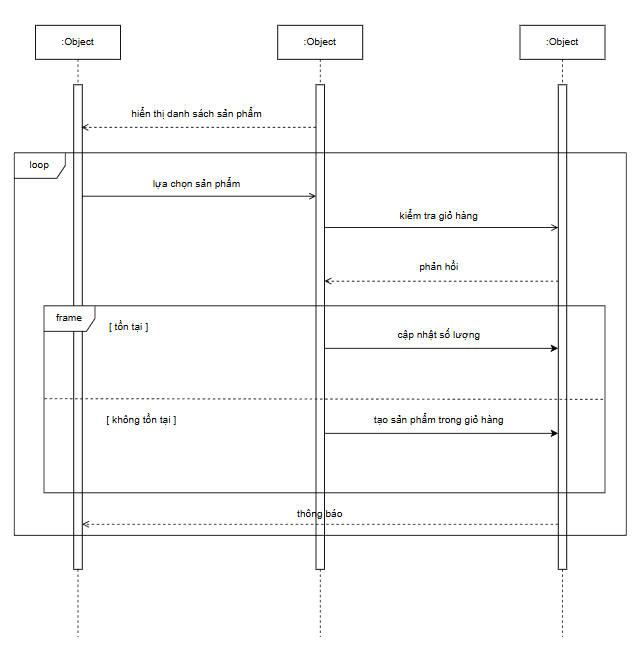 :Object
:Object
:Object
hiển thị danh sách sản phẩm
loop
lựa chọn sản phẩm
kiểm tra giỏ hàng
phản hồi
frame
[ tồn tại ]
cập nhật số lượng
[ không tồn tại ]
tạo sản phẩm trong giỏ hàng
thông báo